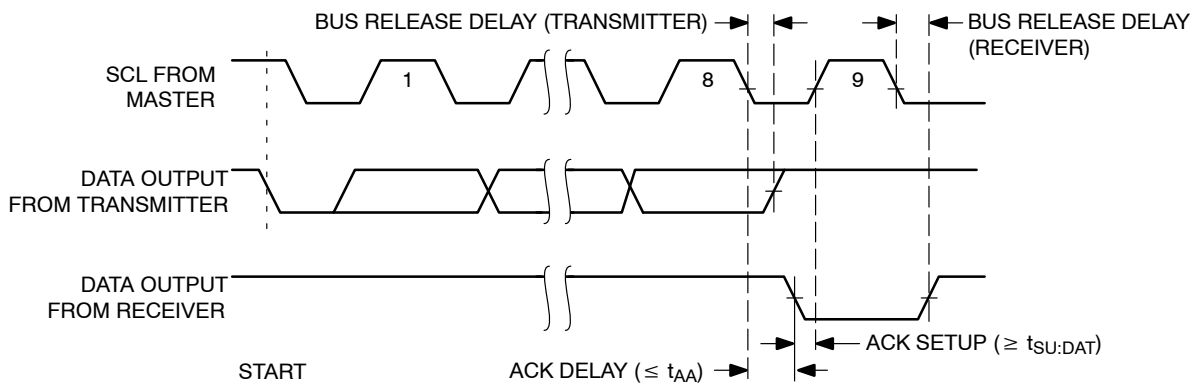 BUS RELEASE DELAY (TRANSMITTER)
BUS RELEASE DELAY
(RECEIVER)
SCL FROM
MASTER
1
8
9
DATA OUTPUT
FROM TRANSMITTER
DATA OUTPUT
FROM RECEIVER
START
ACK DELAY (≤ tAA)
ACK SETUP (≥ tSU:DAT)